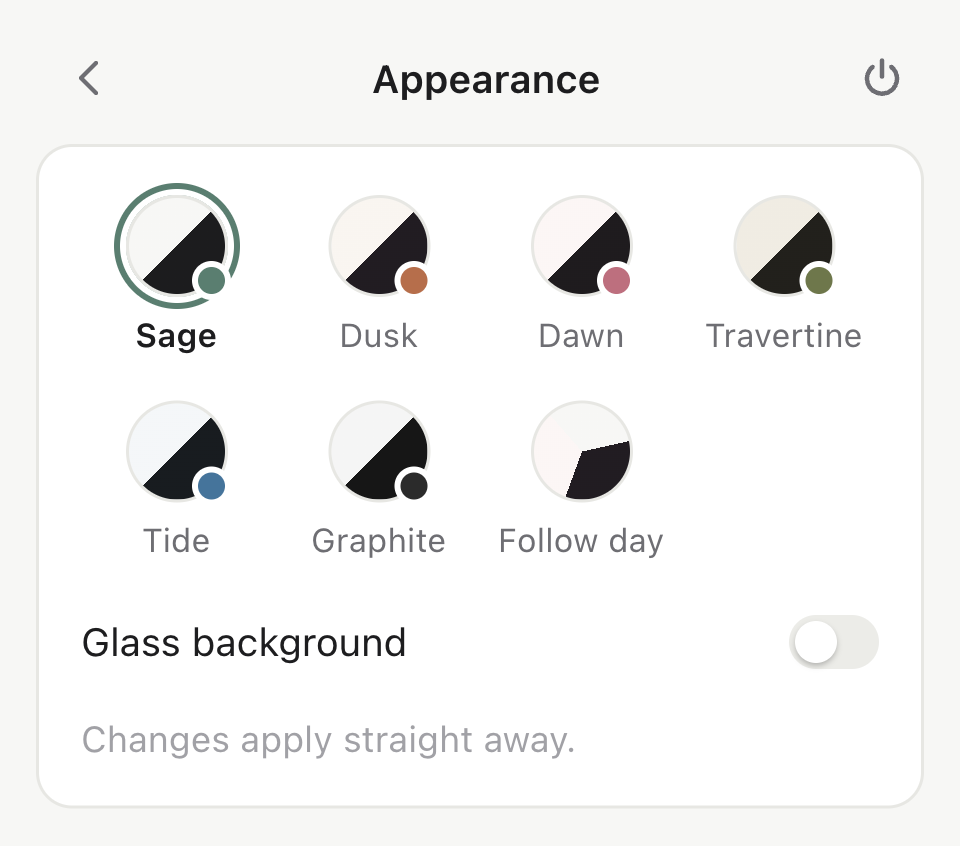 Appearance
Sage
Dusk
Dawn
Travertine
Tide
Graphite
Follow day
Glass background
Changes apply straight away.